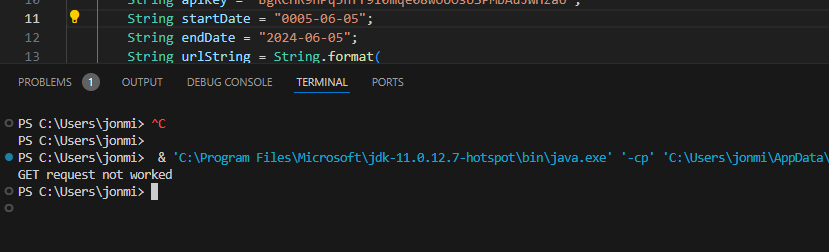 11 String startDate = "0005-06-05";
12 String endDate = "2024-06-05";
13 String urlString = String.format(
PROBLEMS 1 OUTPUT DEBUG CONSOLE TERMINAL PORTS
PS C:\Users\jonmi> ^C
PS C:\Users\jonmi>
PS C:\Users\jonmi> & 'C:\Program Files\Microsoft\jdk-11.0.12.7-hotspot\bin\java.exe' '-cp' 'C:\Users\jonmi\AppData\
GET request not worked
PS C:\Users\jonmi>